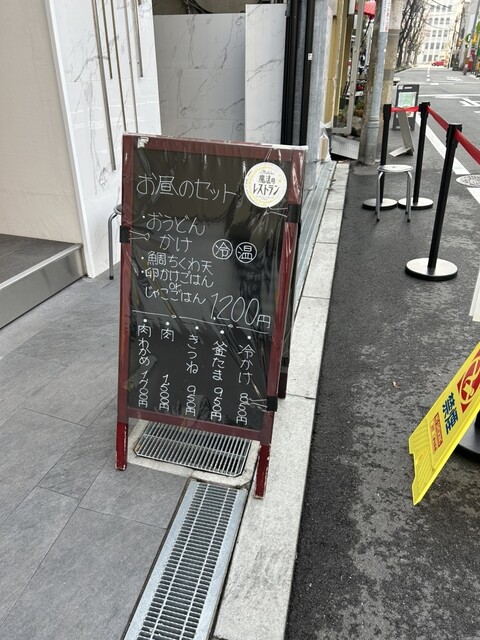 お昼のセット
魔法のレストラン
・おうどん
かけ 冷 温
・鯛ちくわ天
・卵かけごはん
or
じゃこごはん 1,200円
・冷かけ 850円
・釜たま 950円
・きつね 950円
・肉 1,500円
・肉わかめ 1,700円
禁煙